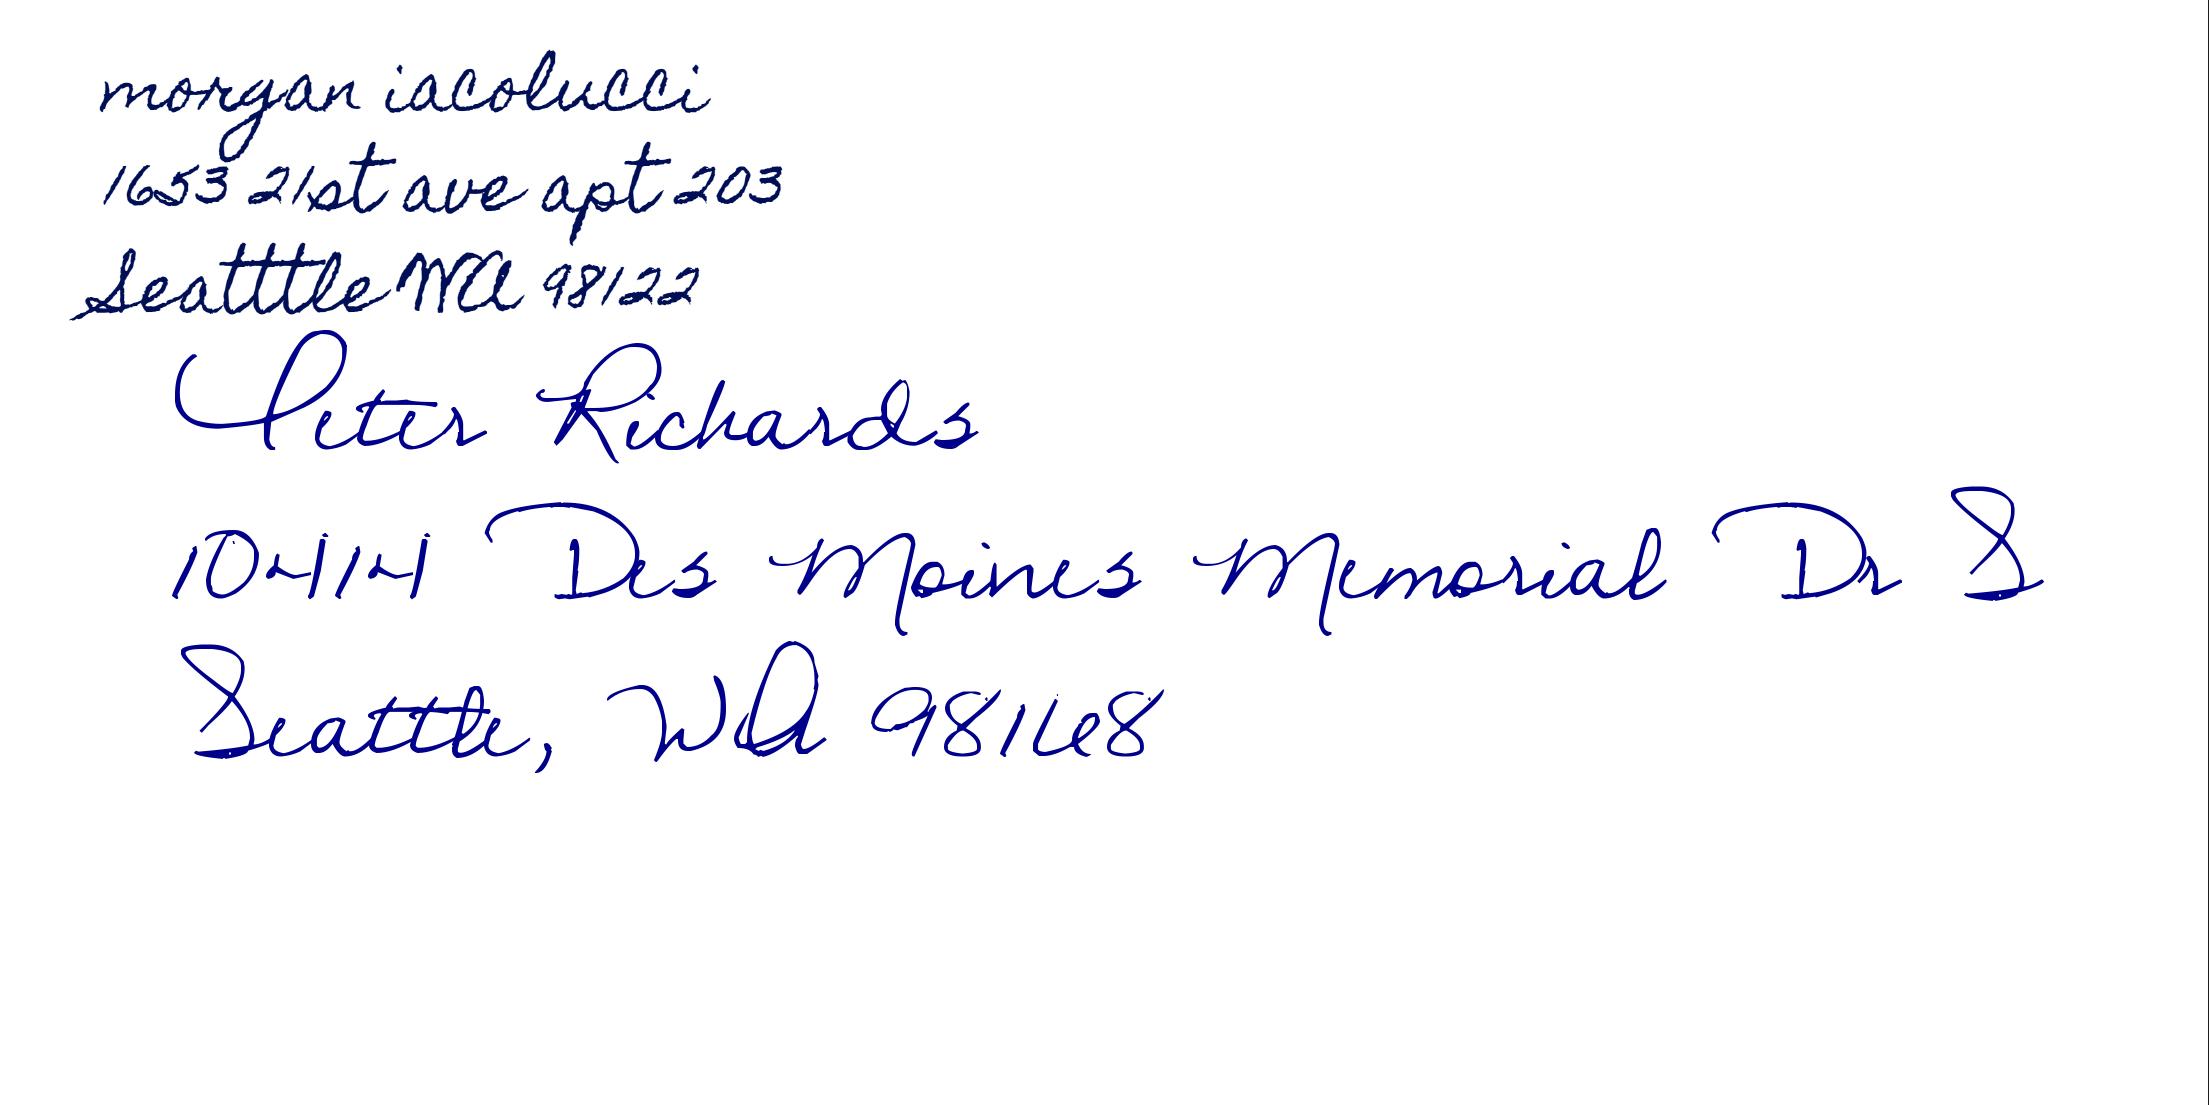 morgan iacolucci
1653 21st ave apt 203
Seatttle WA 98122
Peter Richards
10414 Des Moines Memorial Dr S
Seattle, WA 98168